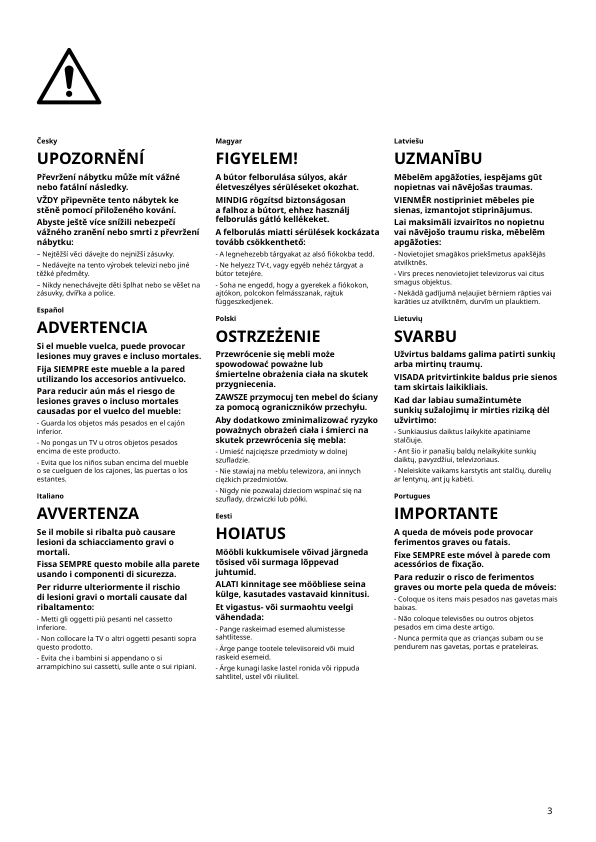 Česky
UPOZORNĚNÍ
Převržení nábytku může mít vážné
nebo fatální následky.
VŽDY připevněte tento nábytek ke
stěně pomocí přiloženého kování.
Abyste ještě více snížili nebezpečí
vážného zranění nebo smrti z převržení
nábytku:
– Nejtěžší věci dávejte do nejnižší zásuvky.
– Nedávejte na tento výrobek televizi nebo jiné
těžké předměty.
– Nikdy nenechávejte děti šplhat nebo se věšet na
zásuvky, dvířka a police.
Español
ADVERTENCIA
Si el mueble vuelca, puede provocar
lesiones muy graves e incluso mortales.
Fija SIEMPRE este mueble a la pared
utilizando los accesorios antivuelco.
Para reducir aún más el riesgo de
lesiones graves o incluso mortales
causadas por el vuelco del mueble:
- Guarda los objetos más pesados en el cajón
inferior.
- No pongas un TV u otros objetos pesados
encima de este producto.
- Evita que los niños suban encima del mueble
o se cuelguen de los cajones, las puertas o los
estantes.
Italiano
AVVERTENZA
Se il mobile si ribalta può causare
lesioni da schiacciamento gravi o
mortali.
Fissa SEMPRE questo mobile alla parete
usando i componenti di sicurezza.
Per ridurre ulteriormente il rischio
di lesioni gravi o mortali causate dal
ribaltamento:
- Metti gli oggetti più pesanti nel cassetto
inferiore.
- Non collocare la TV o altri oggetti pesanti sopra
questo prodotto.
- Evita che i bambini si appendano o si
arrampichino sui cassetti, sulle ante o sui ripiani.
Magyar
FIGYELEM!
A bútor felborulása súlyos, akár
életveszélyes sérüléseket okozhat.
MINDIG rögzítsd biztonságosan
a falhoz a bútort, ehhez használj
felborulás gátló kellékeket.
A felborulás miatti sérülések kockázata
tovább csökkenthető:
- A legnehezebb tárgyakat az alsó fiókokba tedd.
- Ne helyezz TV-t, vagy egyéb nehéz tárgyat a
bútor tetejére.
- Soha ne engedd, hogy a gyerekek a fiókokon,
ajtókon, polcokon felmásszanak, rajtuk
függeszkedjenek.
Polski
OSTRZEŻENIE
Przewrócenie się mebli może
spowodować poważne lub
śmiertelne obrażenia ciała na skutek
przygniecenia.
ZAWSZE przymocuj ten mebel do ściany
za pomocą ograniczników przechyłu.
Aby dodatkowo zminimalizować ryzyko
poważnych obrażeń ciała i śmierci na
skutek przewrócenia się mebla:
- Umieść najcięższe przedmioty w dolnej
szufladzie.
- Nie stawiaj na meblu telewizora, ani innych
ciężkich przedmiotów.
- Nigdy nie pozwalaj dzieciom wspinać się na
szuflady, drzwiczki lub półki.
Eesti
HOIATUS
Mööbli kukkumisele võivad järgneda
tõsised või surmaga lõppevad
juhtumid.
ALATI kinnitage see mööbliese seina
külge, kasutades vastavaid kinnitusi.
Et vigastus- või surmaohtu veelgi
vähendada:
- Pange raskeimad esemed alumistesse
sahtlitesse.
- Ärge pange tootele televiisoreid või muid
raskeid esemeid.
- Ärge kunagi laske lastel ronida või rippuda
sahtlitel, ustel või riiulitel.
Latviešu
UZMANĪBU
Mēbelēm apgāžoties, iespējams gūt
nopietnas vai nāvējošas traumas.
VIENMĒR nostipriniet mēbeles pie
sienas, izmantojot stiprinājumus.
Lai maksimāli izvairītos no nopietnu
vai nāvējošo traumu riska, mēbelēm
apgāžoties:
- Novietojiet smagākos priekšmetus apakšējās
atvilktnēs.
- Virs preces nenovietojiet televizorus vai citus
smagus objektus.
- Nekādā gadījumā neļaujiet bērniem rāpties vai
karāties uz atvilktnēm, durvīm un plauktiem.
Lietuvių
SVARBU
Užvirtus baldams galima patirti sunkių
arba mirtinų traumų.
VISADA pritvirtinkite baldus prie sienos
tam skirtais laikikliais.
Kad dar labiau sumažintumėte
sunkių sužalojimų ir mirties riziką dėl
užvirtimo:
- Sunkiausius daiktus laikykite apatiniame
stalčiuje.
- Ant šio ir panašių baldų nelaikykite sunkių
daiktų, pavyzdžiui, televizoriaus.
- Neleiskite vaikams karstytis ant stalčių, durelių
ar lentynų, ant jų kabėti.
Portugues
IMPORTANTE
A queda de móveis pode provocar
ferimentos graves ou fatais.
Fixe SEMPRE este móvel à parede com
acessórios de fixação.
Para reduzir o risco de ferimentos
graves ou morte pela queda de móveis:
- Coloque os itens mais pesados nas gavetas mais
baixas.
- Não coloque televisões ou outros objetos
pesados em cima deste artigo.
- Nunca permita que as crianças subam ou se
pendurem nas gavetas, portas e prateleiras.
3